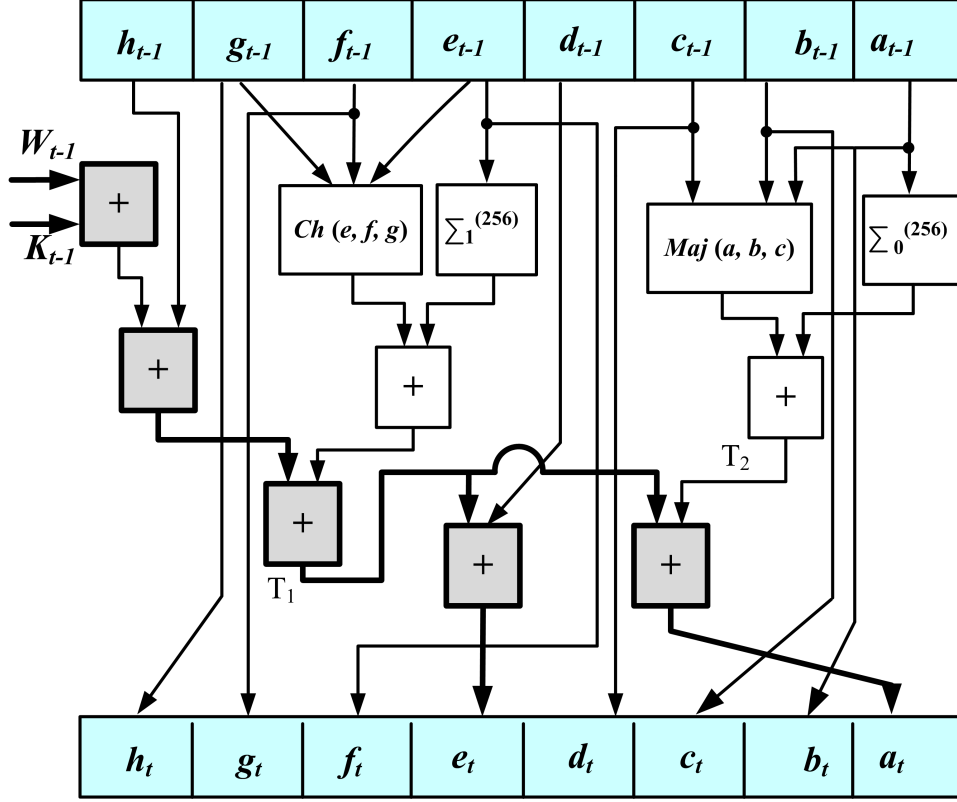 h_{t-1} g_{t-1} f_{t-1} e_{t-1} d_{t-1} c_{t-1} b_{t-1} a_{t-1}
W_{t-1}
+
K_{t-1}
Ch (e, f, g)
∑_1^{(256)}
Maj (a, b, c)
∑_0^{(256)}
+
+
+
T_2
+
T_1
+
+
h_t g_t f_t e_t d_t c_t b_t a_t